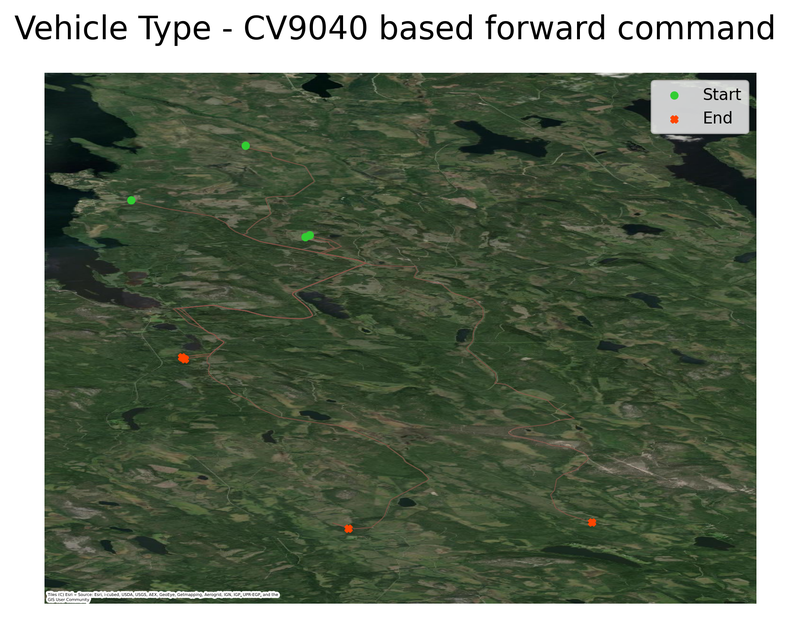 Vehicle Type - CV9040 based forward command
Start
End
Tiles (C) Esri -- Source: Esri, i-cubed, USDA, USGS, AEX, GeoEye, Getmapping, Aerogrid, IGN, IGP, UPR-EGP, and the
GIS User Community